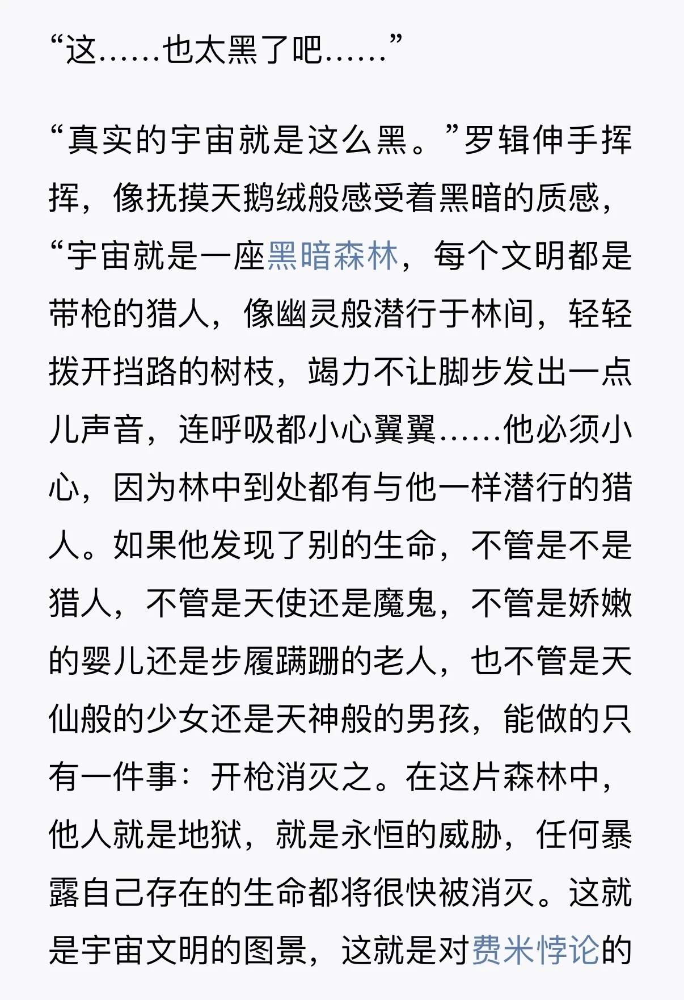 “这……也太黑了吧……”
“真实的宇宙就是这么黑。”罗辑伸手挥
挥，像抚摸天鹅绒般感受着黑暗的质感，
“宇宙就是一座黑暗森林，每个文明都是
带枪的猎人，像幽灵般潜行于林间，轻轻
拨开挡路的树枝，竭力不让脚步发出一点
儿声音，连呼吸都小心翼翼……他必须小
心，因为林中到处都有与他一样潜行的猎
人。如果他发现了别的生命，不管是不是
猎人，不管是天使还是魔鬼，不管是娇嫩
的婴儿还是步履蹒跚的老人，也不管是天
仙般的少女还是天神般的男孩，能做的只
有一件事：开枪消灭之。在这片森林中，
他人就是地狱，就是永恒的威胁，任何暴
露自己存在的生命都将很快被消灭。这就
是宇宙文明的图景，这就是对费米悖论的